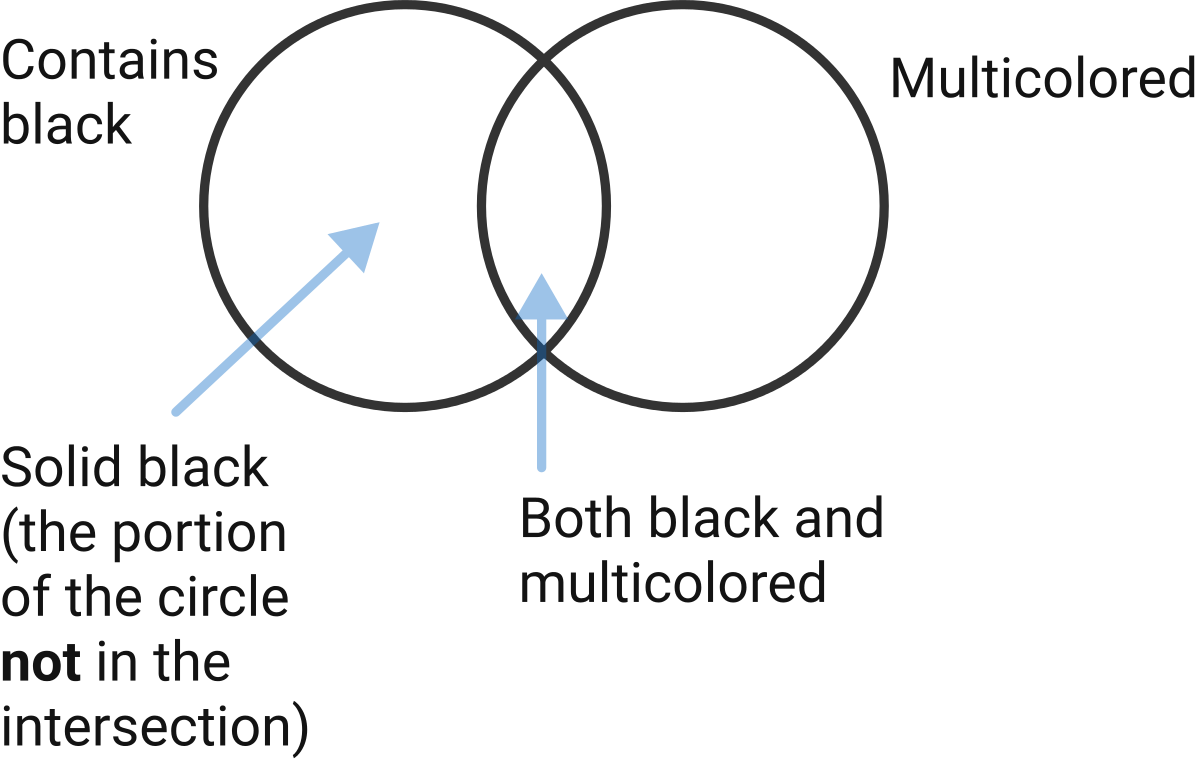 Contains
black
Multicolored
Solid black
(the portion
of the circle
not in the
intersection)
Both black and
multicolored